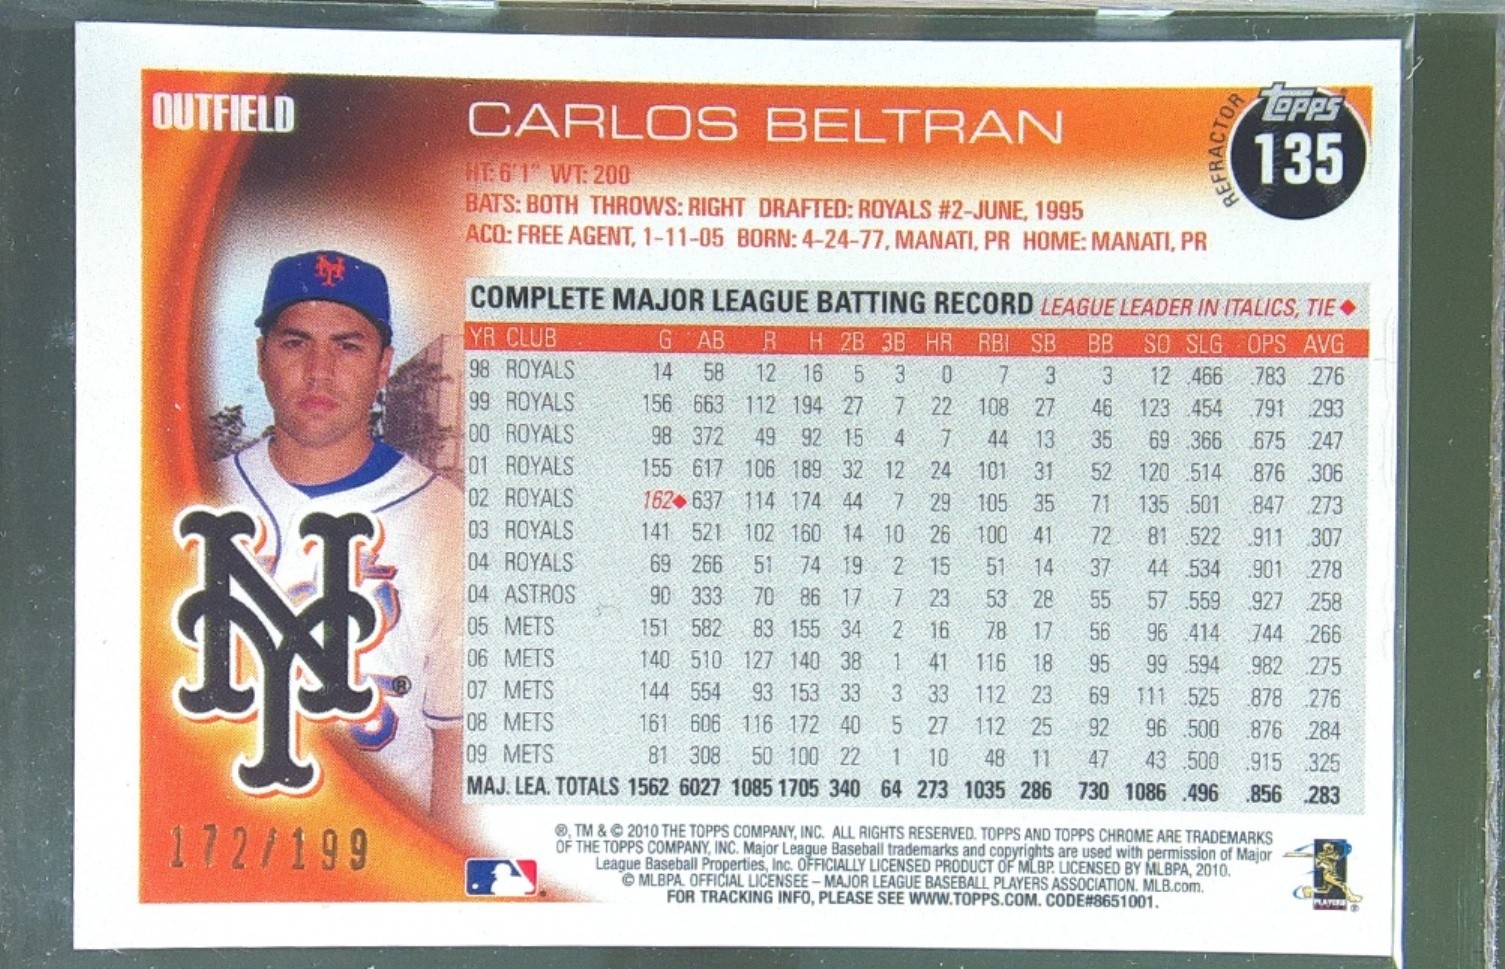 OUTFIELD
CARLOS BELTRAN
REFRACTOR
Topps
135
HT: 6'1" WT: 200
BATS: BOTH THROWS: RIGHT DRAFTED: ROYALS #2-JUNE, 1995
ACQ: FREE AGENT, 1-11-05 BORN: 4-24-77, MANATI, PR HOME: MANATI, PR
COMPLETE MAJOR LEAGUE BATTING RECORD LEAGUE LEADER IN ITALICS, TIE ◆
YR CLUB G AB R H 2B 3B HR RBI SB BB SO SLG OPS AVG
98 ROYALS 14 58 12 16 5 3 0 7 3 3 12 .466 .783 .276
99 ROYALS 156 663 112 194 27 7 22 108 27 46 123 .454 .791 .293
00 ROYALS 98 372 49 92 15 4 7 44 13 35 69 .366 .675 .247
01 ROYALS 155 617 106 189 32 12 24 101 31 52 120 .514 .876 .306
02 ROYALS 162◆ 637 114 174 44 7 29 105 35 71 135 .501 .847 .273
03 ROYALS 141 521 102 160 14 10 26 100 41 72 81 .522 .911 .307
04 ROYALS 69 266 51 74 19 2 15 51 14 37 44 .534 .901 .278
04 ASTROS 90 333 70 86 17 7 23 53 28 55 57 .559 .927 .258
05 METS 151 582 83 155 34 2 16 78 17 56 96 .414 .744 .266
06 METS 140 510 127 140 38 1 41 116 18 95 99 .594 .982 .275
07 METS 144 554 93 153 33 3 33 112 23 69 111 .525 .878 .276
08 METS 161 606 116 172 40 5 27 112 25 92 96 .500 .876 .284
09 METS 81 308 50 100 22 1 10 48 11 47 43 .500 .915 .325
MAJ. LEA. TOTALS 1562 6027 1085 1705 340 64 273 1035 286 730 1086 .496 .856 .283
NY
®
172/199
®, TM & © 2010 THE TOPPS COMPANY, INC. ALL RIGHTS RESERVED. TOPPS AND TOPPS CHROME ARE TRADEMARKS
OF THE TOPPS COMPANY, INC. Major League Baseball trademarks and copyrights are used with permission of Major
League Baseball Properties, Inc. OFFICIALLY LICENSED PRODUCT OF MLBP. LICENSED BY MLBPA, 2010.
© MLBPA. OFFICIAL LICENSEE – MAJOR LEAGUE BASEBALL PLAYERS ASSOCIATION. MLB.com.
FOR TRACKING INFO, PLEASE SEE WWW.TOPPS.COM. CODE#8651001.
PLAYERS
®